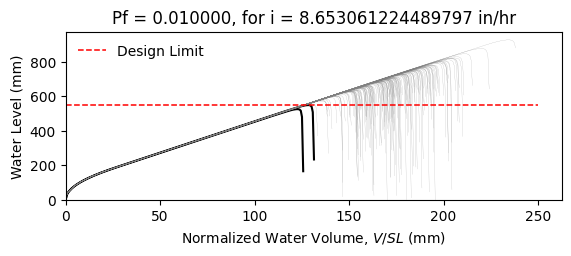 Pf = 0.010000, for i = 8.653061224489797 in/hr
Design Limit
Water Level (mm)
800
600
400
200
0
0 50 100 150 200 250
Normalized Water Volume, V/SL (mm)